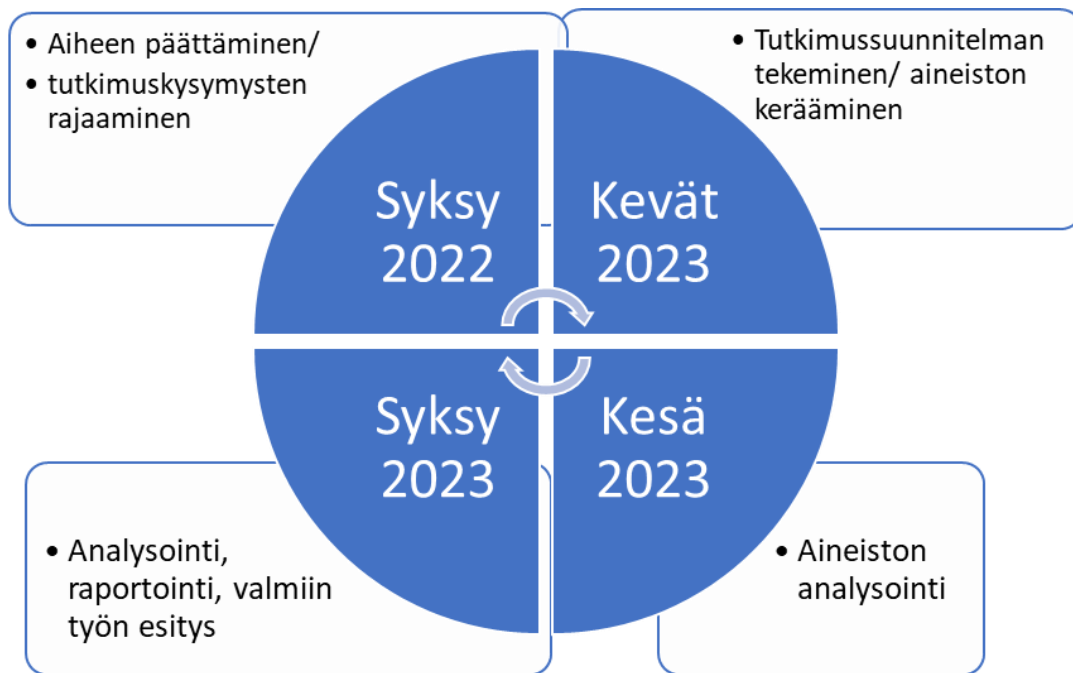 • Aiheen päättäminen/
• tutkimuskysymysten
rajaaminen
• Tutkimussuunnitelman
tekeminen/ aineiston
kerääminen
Syksy
2022
Kevät
2023
Syksy
2023
Kesä
2023
• Analysointi,
raportointi, valmiin
työn esitys
• Aineiston
analysointi